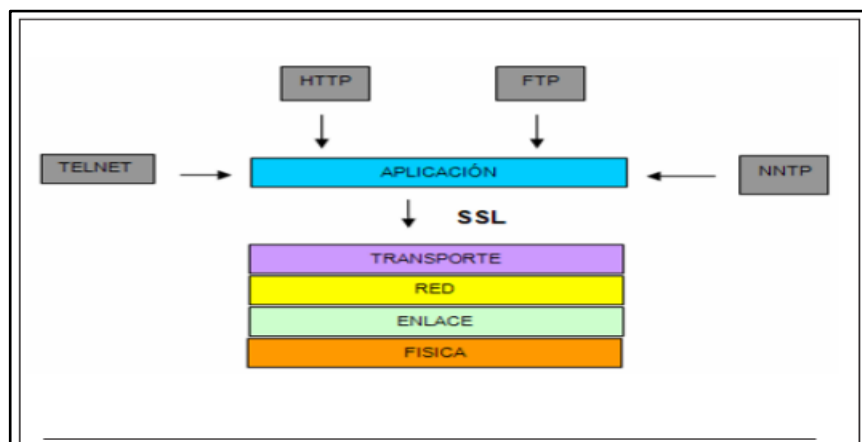 HTTP
FTP
TELNET
APLICACIÓN
NNTP
SSL
TRANSPORTE
RED
ENLACE
FISICA